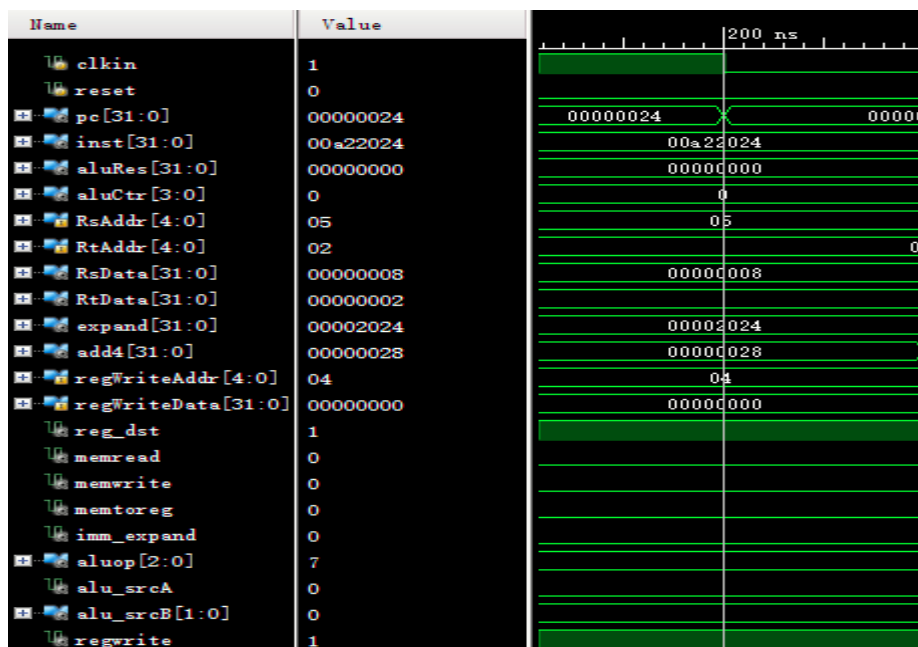 Name Value
200 ns
clkin 1
reset 0
pc[31:0] 00000024 00000024 0000
inst[31:0] 00a22024 00a22024
aluRes[31:0] 00000000 00000000
aluCtr[3:0] 0 0
RsAddr[4:0] 05 05
RtAddr[4:0] 02 0
RsData[31:0] 00000008 00000008
RtData[31:0] 00000002
expand[31:0] 00002024 00002024
add4[31:0] 00000028 00000028
regWriteAddr[4:0] 04 04
regWriteData[31:0] 00000000 00000000
reg_dst 1
memread 0
memwrite 0
memtoreg 0
imm_expand 0
aluop[2:0] 7
alu_srcA 0
alu_srcB[1:0] 0
regwrite 1